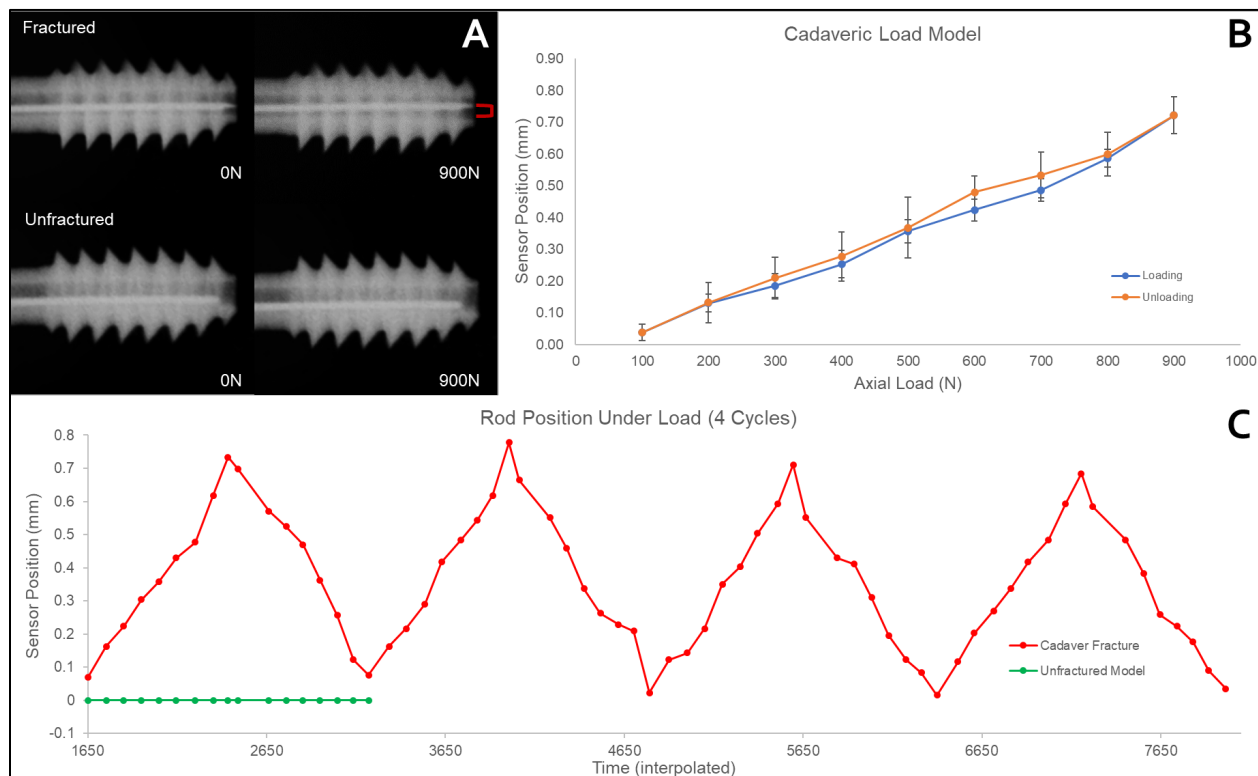 Fractured
A
0N
900N
Unfractured
0N
900N
Cadaveric Load Model
B
Sensor Position (mm)
0.90
0.80
0.70
0.60
0.50
0.40
0.30
0.20
0.10
0.00
0 100 200 300 400 500 600 700 800 900 1000
Axial Load (N)
Loading
Unloading
Rod Position Under Load (4 Cycles)
C
Sensor Position (mm)
0.8
0.7
0.6
0.5
0.4
0.3
0.2
0.1
0
-0.1
1650 2650 3650 4650 5650 6650 7650
Time (interpolated)
Cadaver Fracture
Unfractured Model